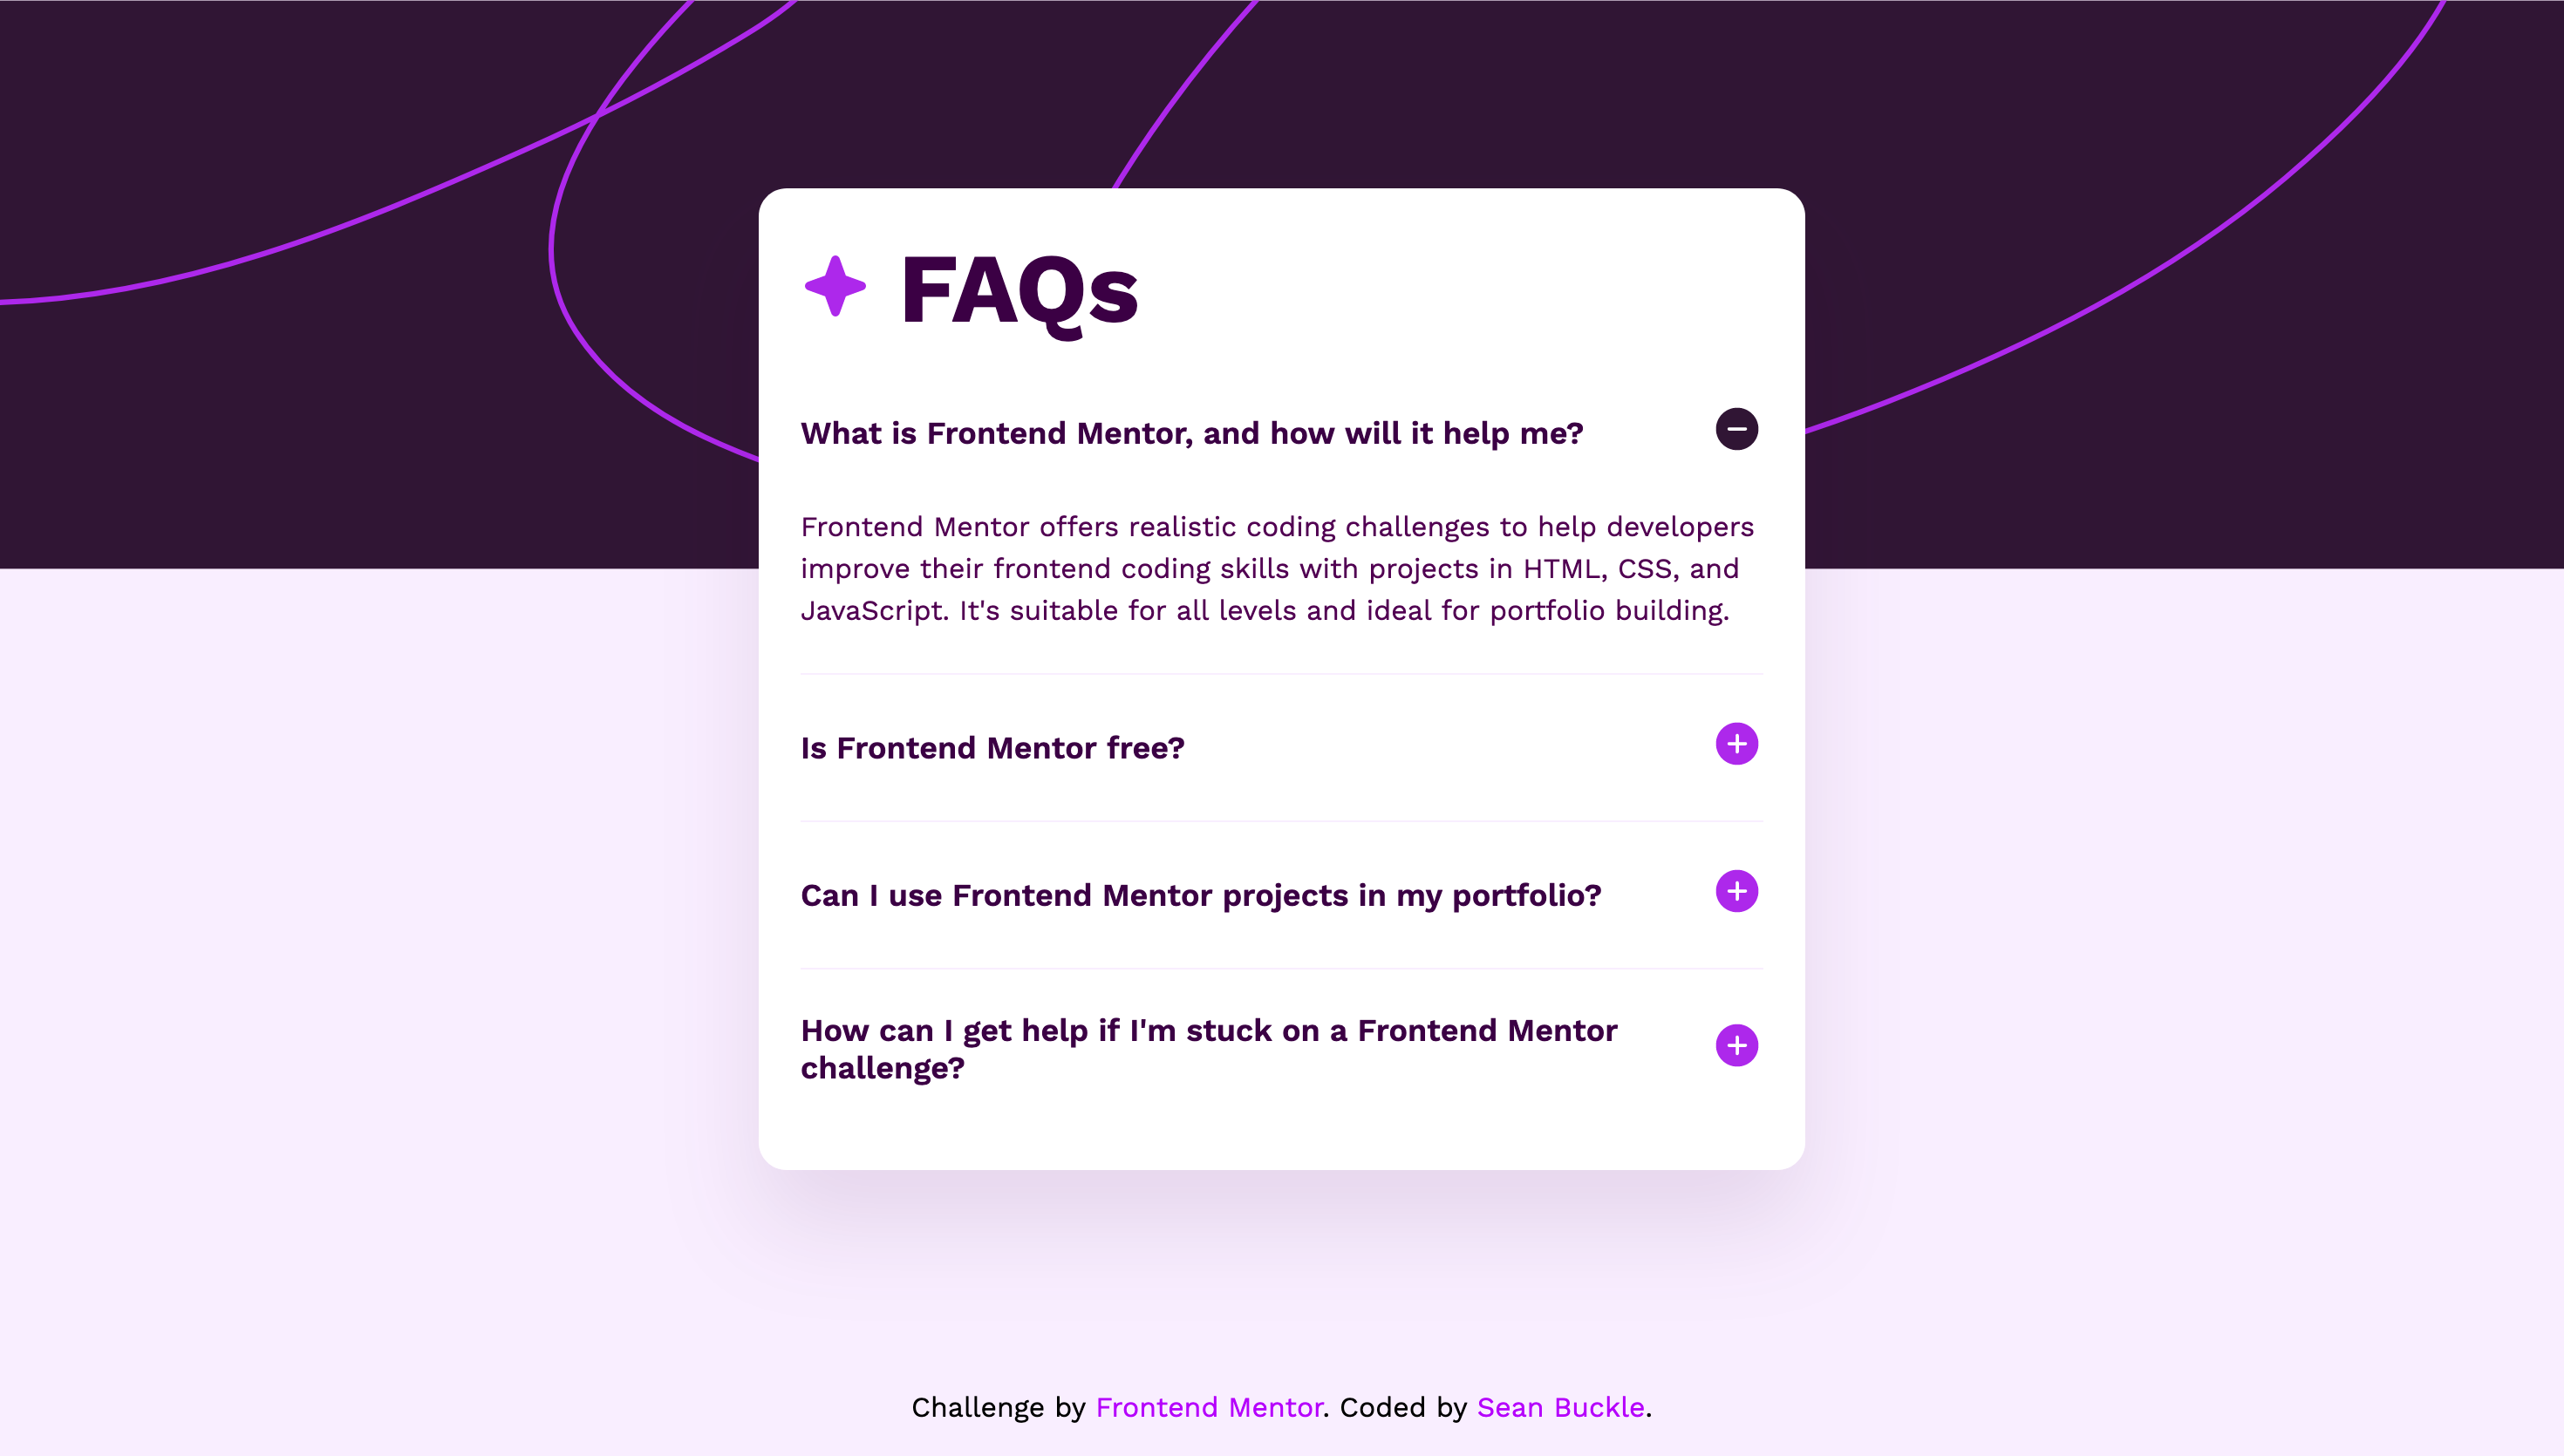 FAQs
What is Frontend Mentor, and how will it help me?
Frontend Mentor offers realistic coding challenges to help developers
improve their frontend coding skills with projects in HTML, CSS, and
JavaScript. It's suitable for all levels and ideal for portfolio building.
Is Frontend Mentor free?
Can I use Frontend Mentor projects in my portfolio?
How can I get help if I'm stuck on a Frontend Mentor
challenge?
Challenge by Frontend Mentor. Coded by Sean Buckle.